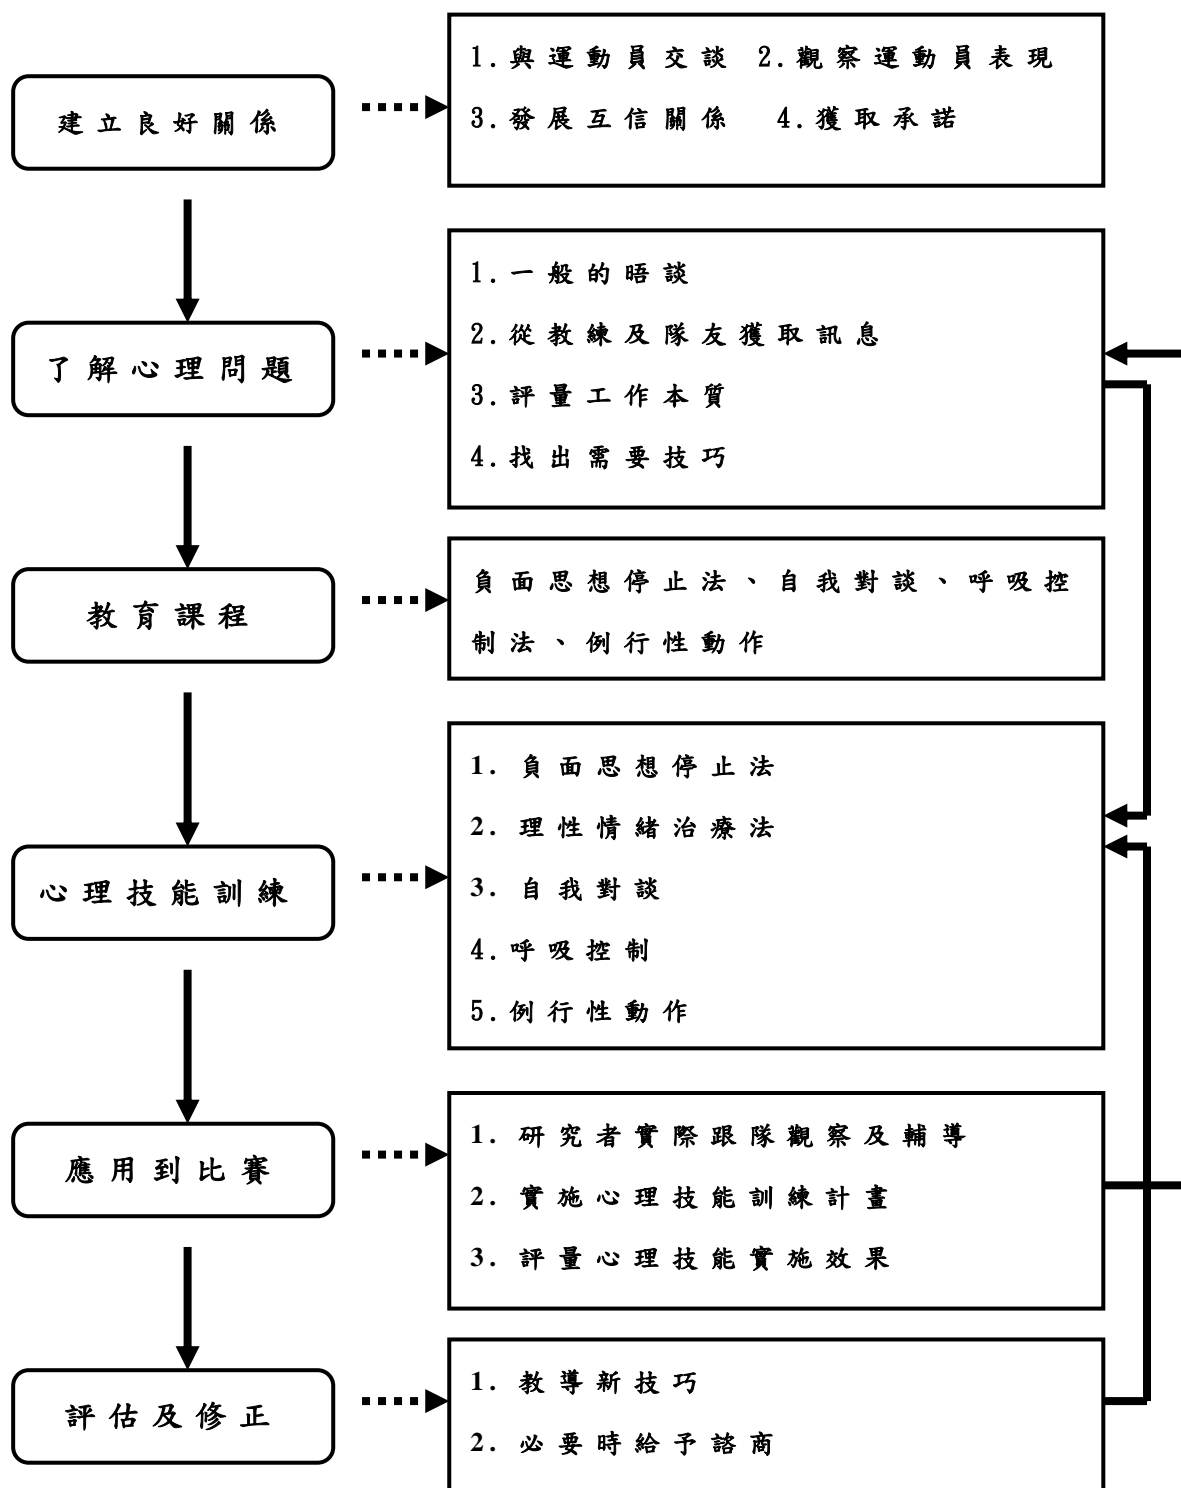 建立良好關係
1.與運動員交談 2.觀察運動員表現
3.發展互信關係 4.獲取承諾
了解心理問題
1.一般的晤談
2.從教練及隊友獲取訊息
3.評量工作本質
4.找出需要技巧
教育課程
負面思想停止法、自我對談、呼吸控
制法、例行性動作
心理技能訓練
1. 負面思想停止法
2. 理性情緒治療法
3. 自我對談
4.呼吸控制
5.例行性動作
應用到比賽
1. 研究者實際跟隊觀察及輔導
2. 實施心理技能訓練計畫
3. 評量心理技能實施效果
評估及修正
1. 教導新技巧
2. 必要時給予諮商